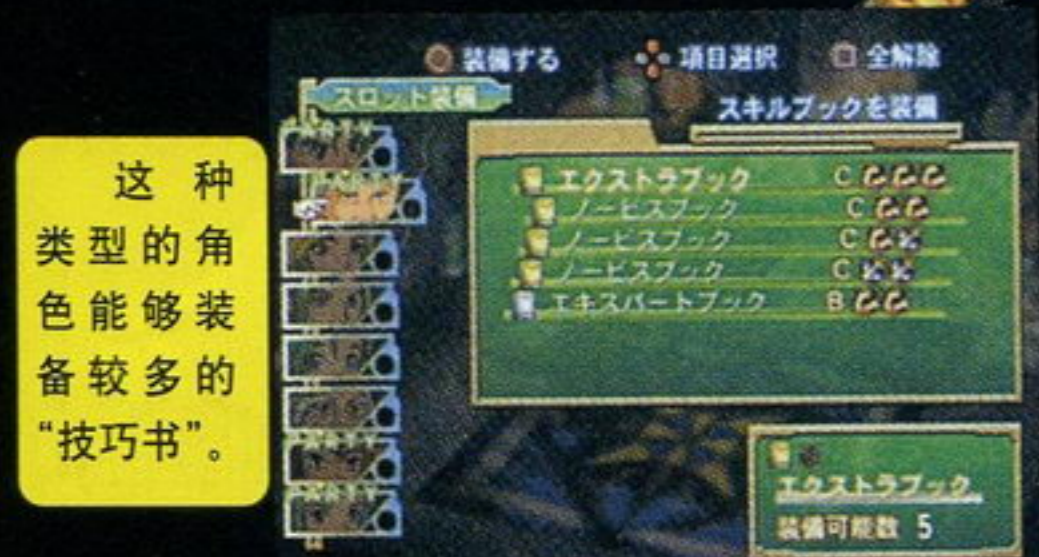 这种
类型的角
色能够装
备较多的
“技巧书”。
装備する 項目選択 全解除
スロット装備
スキルブックを装備
エクストラブック C
ノービスブック C
ノービスブック C
ノービスブック C
エキスパートブック B
エクストラブック
装備可能数 5